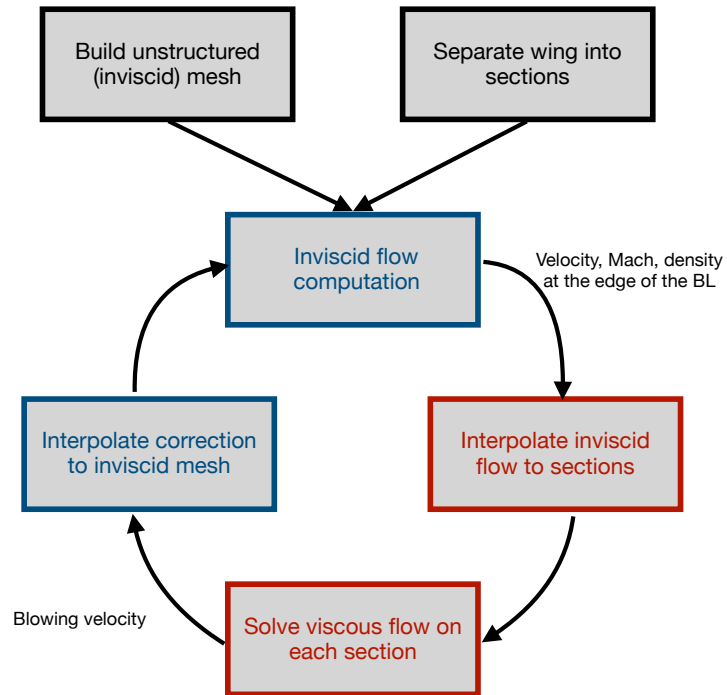 Build unstructured
(inviscid) mesh
Separate wing into
sections
Inviscid flow
computation
Velocity, Mach, density
at the edge of the BL
Interpolate correction
to inviscid mesh
Interpolate inviscid
flow to sections
Blowing velocity
Solve viscous flow on
each section